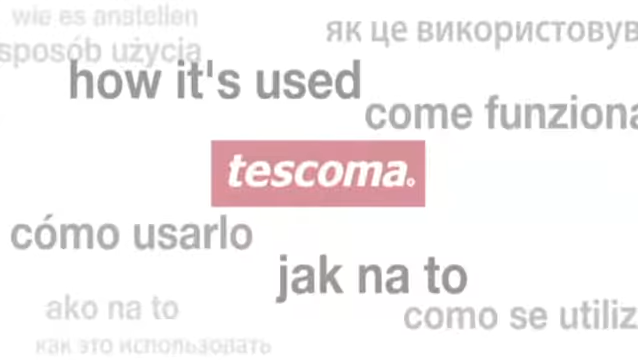 wie es anstellen
як це використовув
sposób użycia
how it's used
come funziona
tescoma
cómo usarlo
jak na to
ako na to
como se utiliz
как это использовать